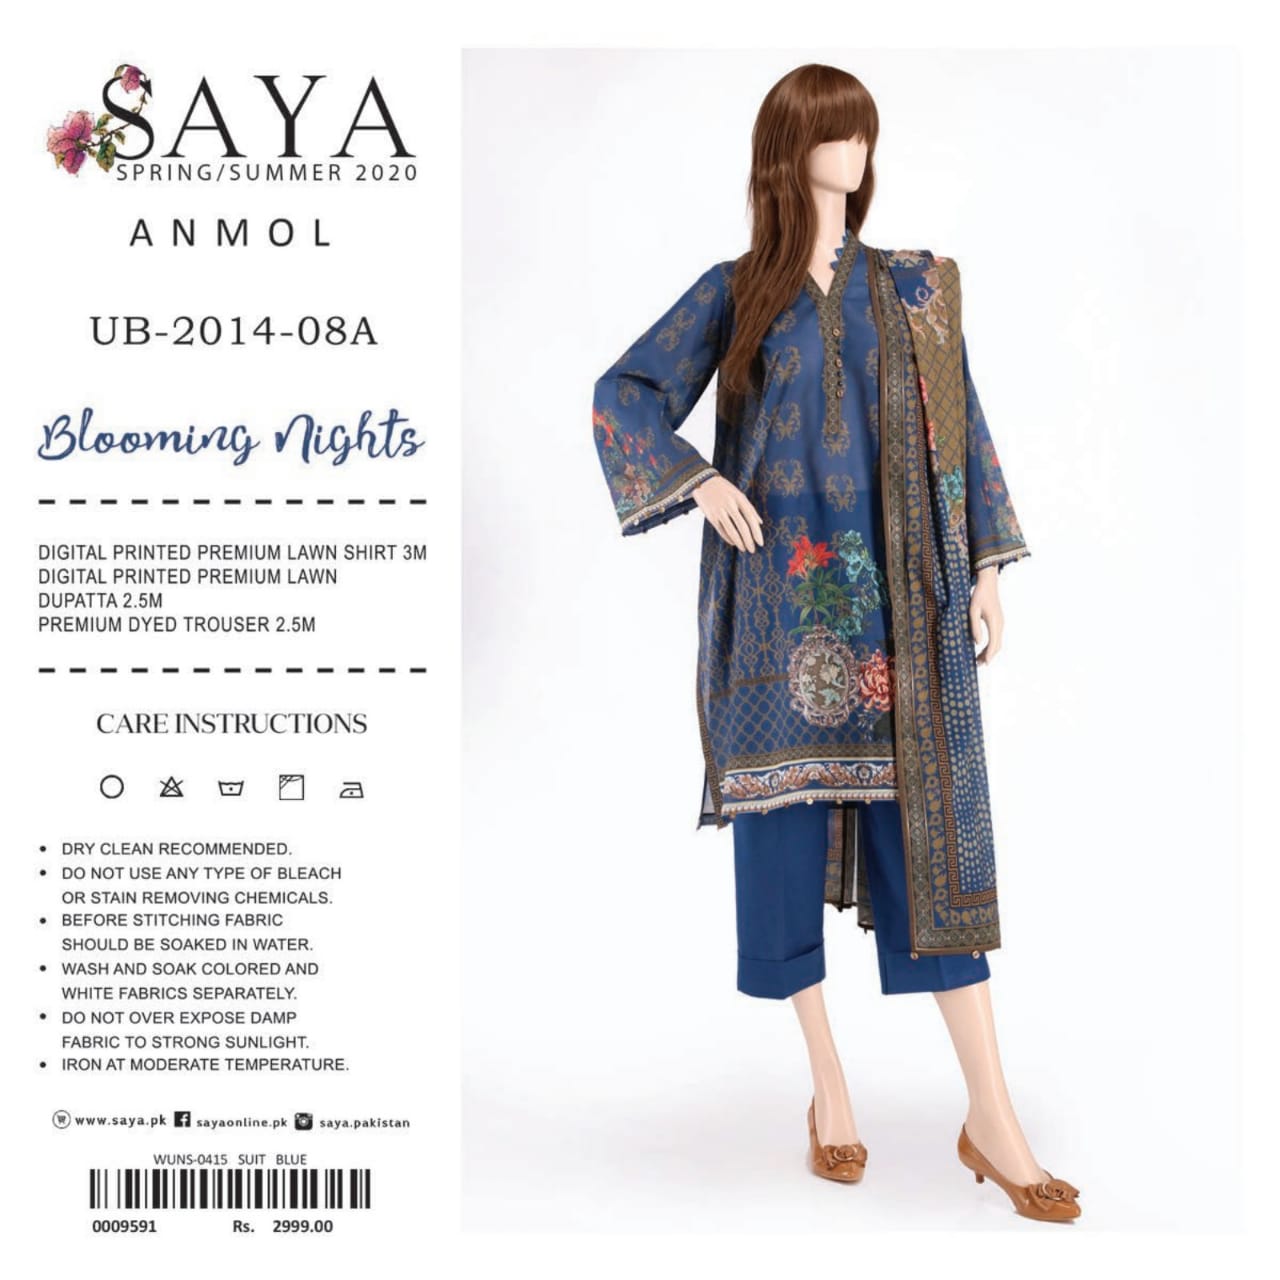 SAYA
SPRING/SUMMER 2020
ANMOL
UB-2014-08A
Blooming Nights
DIGITAL PRINTED PREMIUM LAWN SHIRT 3M
DIGITAL PRINTED PREMIUM LAWN
DUPATTA 2.5M
PREMIUM DYED TROUSER 2.5M
CARE INSTRUCTIONS
• DRY CLEAN RECOMMENDED.
• DO NOT USE ANY TYPE OF BLEACH
OR STAIN REMOVING CHEMICALS.
• BEFORE STITCHING FABRIC
SHOULD BE SOAKED IN WATER.
• WASH AND SOAK COLORED AND
WHITE FABRICS SEPARATELY.
• DO NOT OVER EXPOSE DAMP
FABRIC TO STRONG SUNLIGHT.
• IRON AT MODERATE TEMPERATURE.
www.saya.pk sayaonline.pk saya.pakistan
WUNS-0415 SUIT BLUE
0009591 Rs. 2999.00